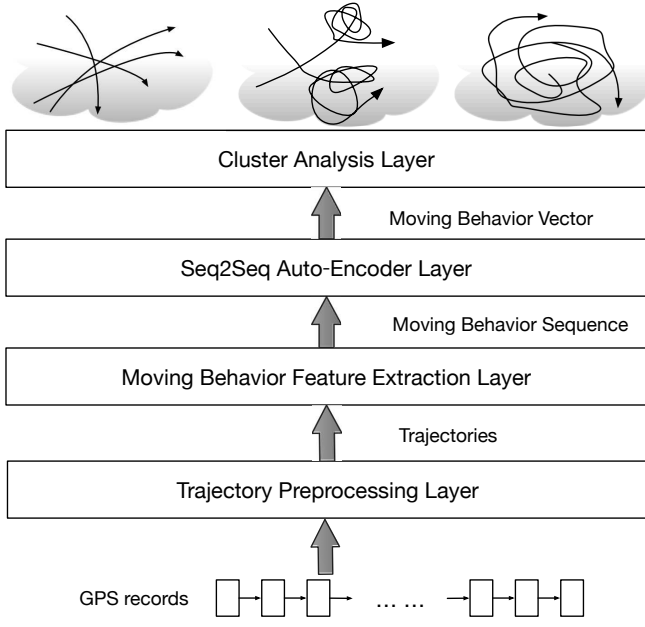 Cluster Analysis Layer
Moving Behavior Vector
Seq2Seq Auto-Encoder Layer
Moving Behavior Sequence
Moving Behavior Feature Extraction Layer
Trajectories
Trajectory Preprocessing Layer
GPS records
... ...